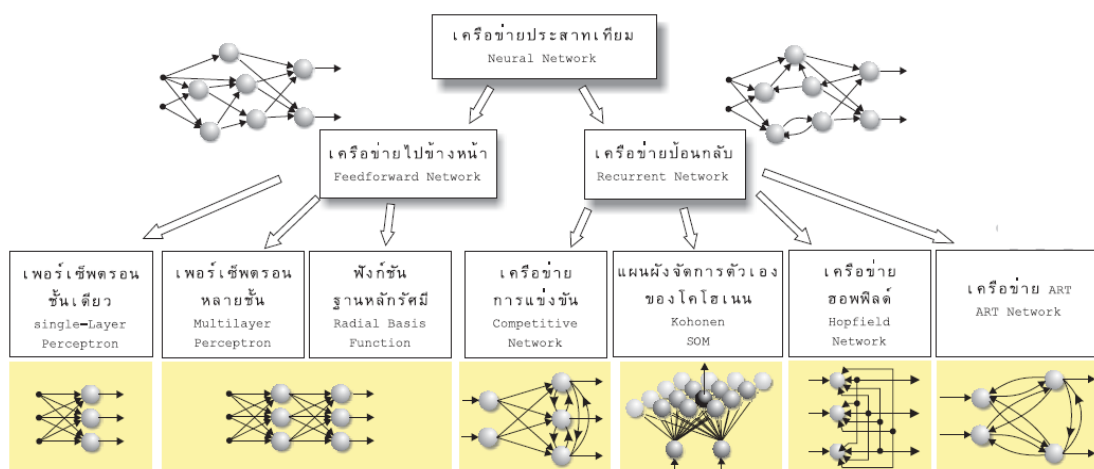 เครือข่ายประสาทเทียม
Neural Network
เครือข่ายไปข้างหน้า
Feedforward Network
เครือข่ายป้อนกลับ
Recurrent Network
เพอร์เซ็พตรอน
ชั้นเดียว
single-Layer
Perceptron
เพอร์เซ็พตรอน
หลายชั้น
Multilayer
Perceptron
ฟังก์ชัน
ฐานหลักรัศมี
Radial Basis
Function
เครือข่าย
การแข่งขัน
Competitive
Network
แผนผังจัดการตัวเอง
ของโคโฮเนน
Kohonen
SOM
เครือข่าย
ฮอพฟิลด์
Hopfield
Network
เครือข่าย ART
ART Network